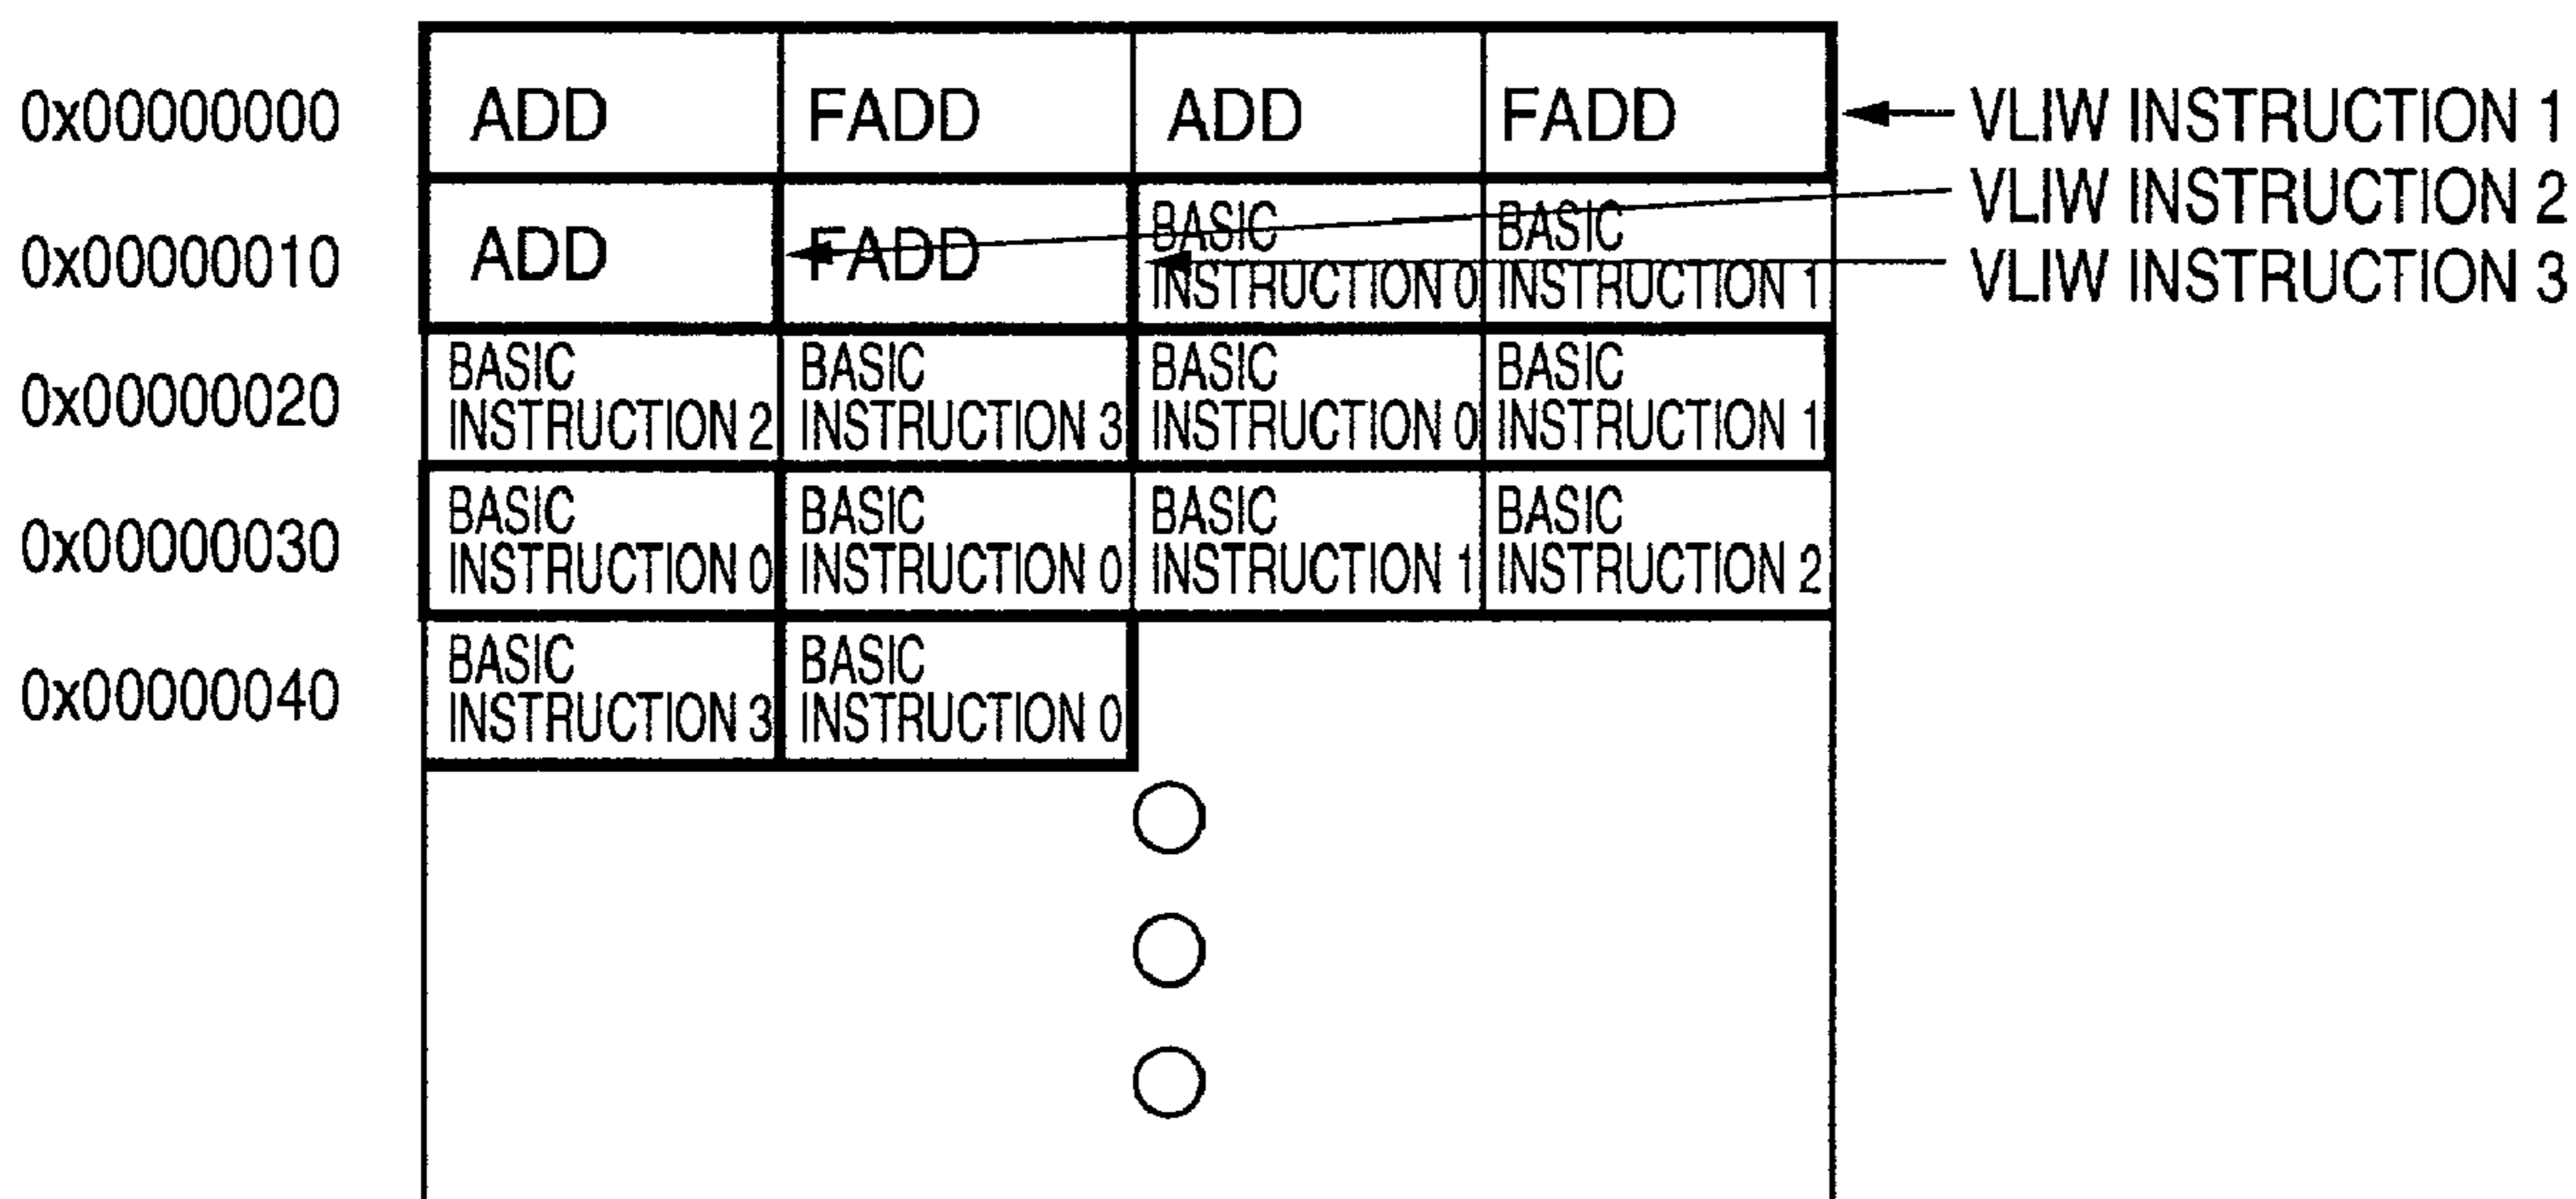 0x00000000 ADD FADD ADD FADD VLIW INSTRUCTION 1
VLIW INSTRUCTION 2
0x00000010 ADD FADD BASIC INSTRUCTION 0 BASIC INSTRUCTION 1 VLIW INSTRUCTION 3
0x00000020 BASIC INSTRUCTION 2 BASIC INSTRUCTION 3 BASIC INSTRUCTION 0 BASIC INSTRUCTION 1
0x00000030 BASIC INSTRUCTION 0 BASIC INSTRUCTION 0 BASIC INSTRUCTION 1 BASIC INSTRUCTION 2
0x00000040 BASIC INSTRUCTION 3 BASIC INSTRUCTION 0